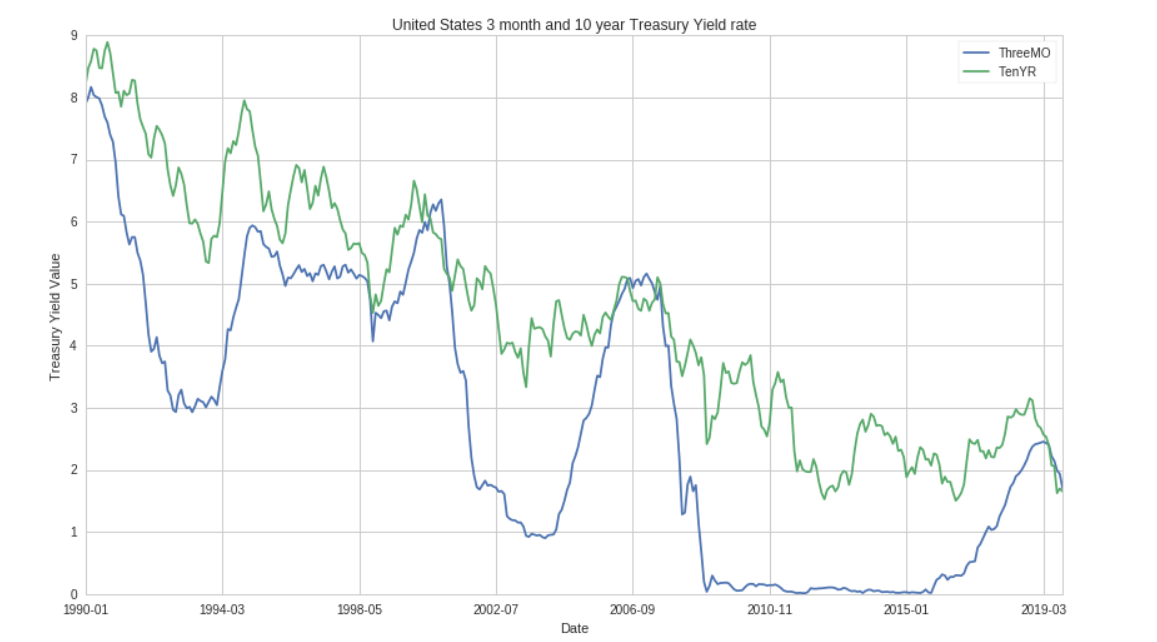 United States 3 month and 10 year Treasury Yield rate
ThreeMO
TenYR
Treasury Yield Value
9
8
7
6
5
4
3
2
1
0
1990-01 1994-03 1998-05 2002-07 2006-09 2010-11 2015-01 2019-03
Date